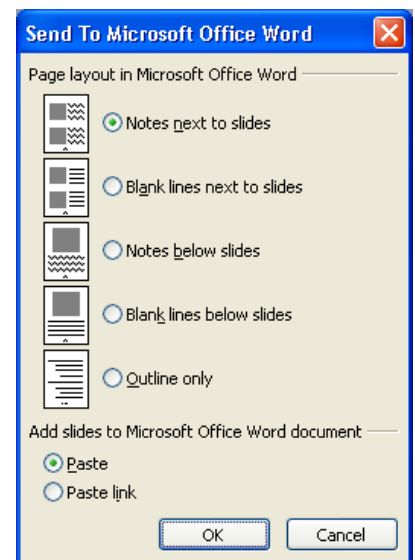 Send To Microsoft Office Word
Page layout in Microsoft Office Word
Notes next to slides
Blank lines next to slides
Notes below slides
Blank lines below slides
Outline only
Add slides to Microsoft Office Word document
Paste
Paste link
OK Cancel